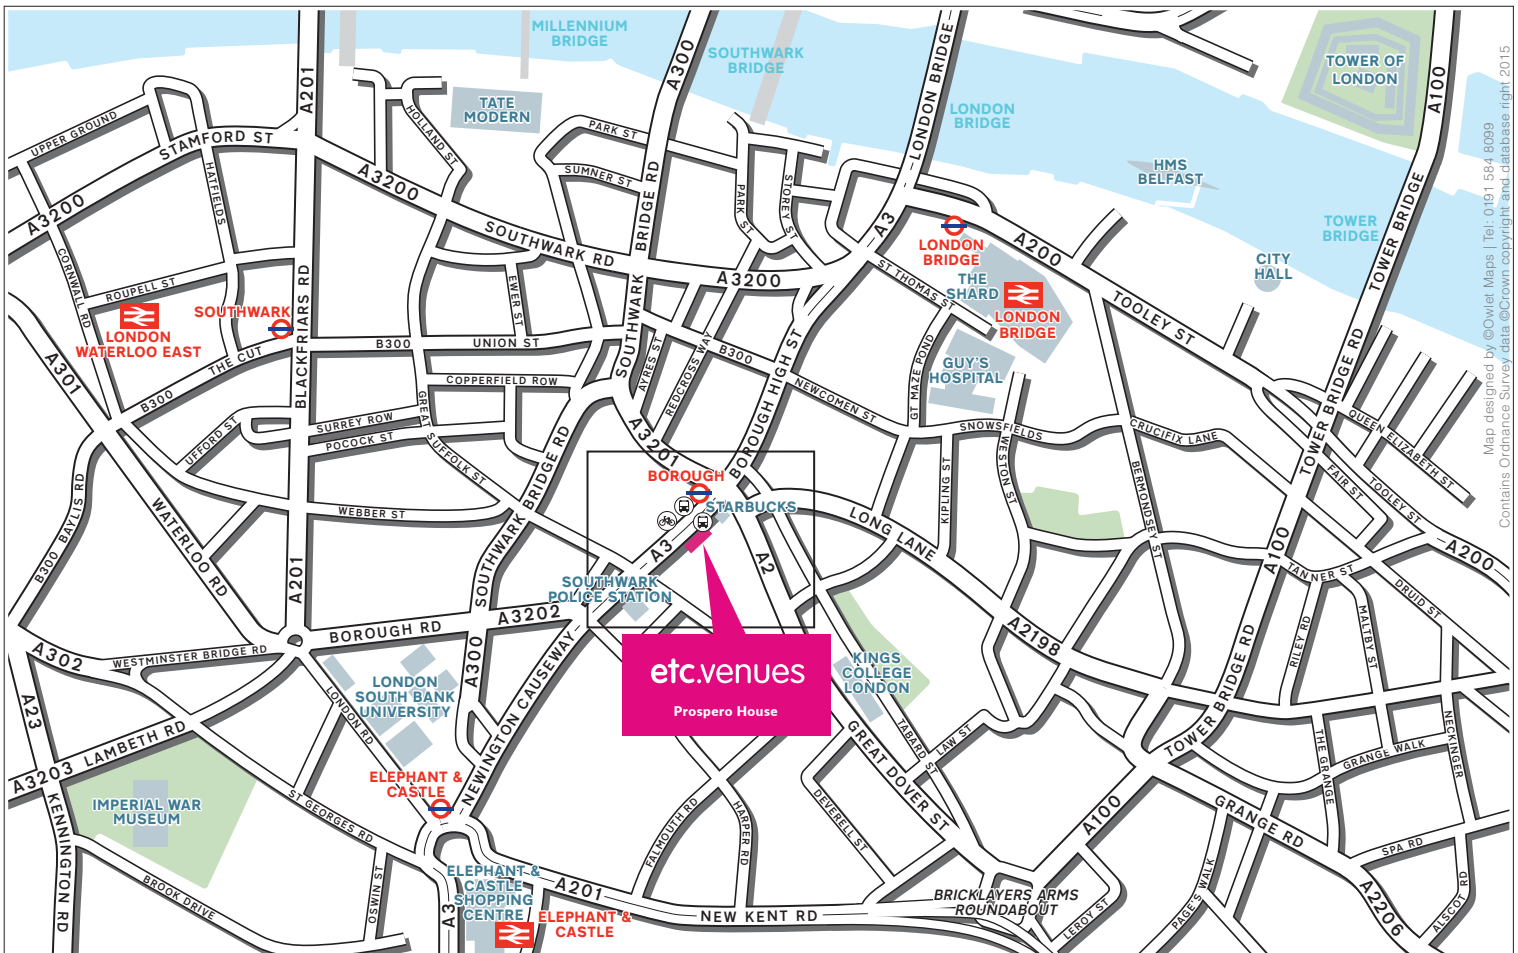 MILLENNIUM
BRIDGE
SOUTHWARK
BRIDGE
A300
LONDON BRIDGE
LONDON
BRIDGE
TOWER OF
LONDON
A100
A201
TATE
MODERN
HOLLAND ST
PARK ST
SUMNER ST
UPPER GROUND
STAMFORD ST
HATFIELDS
A3200
A3200
BRIDGE RD
PARK ST
STOREY ST
A3
HMS
BELFAST
TOWER
BRIDGE
TOWER BRIDGE
CITY
HALL
LONDON
BRIDGE
A200
THE
SHARD
ST THOMAS ST
LONDON
BRIDGE
TOOLEY ST
SOUTHWARK RD
A3200
CORNWALL RD
ROUPELL ST
SOUTHWARK
LONDON
WATERLOO EAST
BLACKFRIARS RD
EWER ST
SOUTHWARK
B300
UNION ST
AYRES ST
REDCROSS WAY
B300
BOROUGH HIGH ST
GT MAZE POND
GUY'S
HOSPITAL
A301
B300
THE CUT
COPPERFIELD ROW
GREAT SUFFOLK ST
NEWCOMEN ST
SNOWSFIELDS
CRUCIFIX LANE
TOWER BRIDGE RD
QUEEN ELIZABETH ST
UFFORD ST
SURREY ROW
POCOCK ST
A3201
FAIR ST
TOOLEY ST
BOROUGH
STARBUCKS
KIPLING ST
WESTON ST
BERMONDSEY ST
B300 BAYLIS RD
WATERLOO RD
WEBBER ST
SOUTHWARK BRIDGE RD
LONG LANE
A3
A2
A100
A200
TANNER ST
DRUID ST
A201
SOUTHWARK
POLICE STATION
BOROUGH RD
A3202
A2198
RILEY RD
MALTBY ST
A302
WESTMINSTER BRIDGE RD
A300
etc.venues
Prospero House
KINGS
COLLEGE
LONDON
LONDON
SOUTH BANK
UNIVERSITY
LONDON RD
NEWINGTON CAUSEWAY
TOWER BRIDGE RD
A23
LAMBETH RD
A3203
TABARD ST
LAW ST
GREAT DOVER ST
THE GRANGE
GRANGE WALK
NECKINGER
ELEPHANT &
CASTLE
IMPERIAL WAR
MUSEUM
KENNINGTON RD
ST GEORGES RD
FALMOUTH RD
HARPER RD
DEVERELL ST
A100
GRANGE RD
SPA RD
BROOK DRIVE
OSWIN ST
A3
ELEPHANT &
CASTLE
SHOPPING
CENTRE
A201
ELEPHANT &
CASTLE
NEW KENT RD
BRICKLAYERS ARMS
ROUNDABOUT
LEROY ST
PAGE'S WALK
A2206
ALSCOT RD
Map designed by ©Owlet Maps | Tel: 0191 584 8099
Contains Ordnance Survey data ©Crown copyright and database right 2015